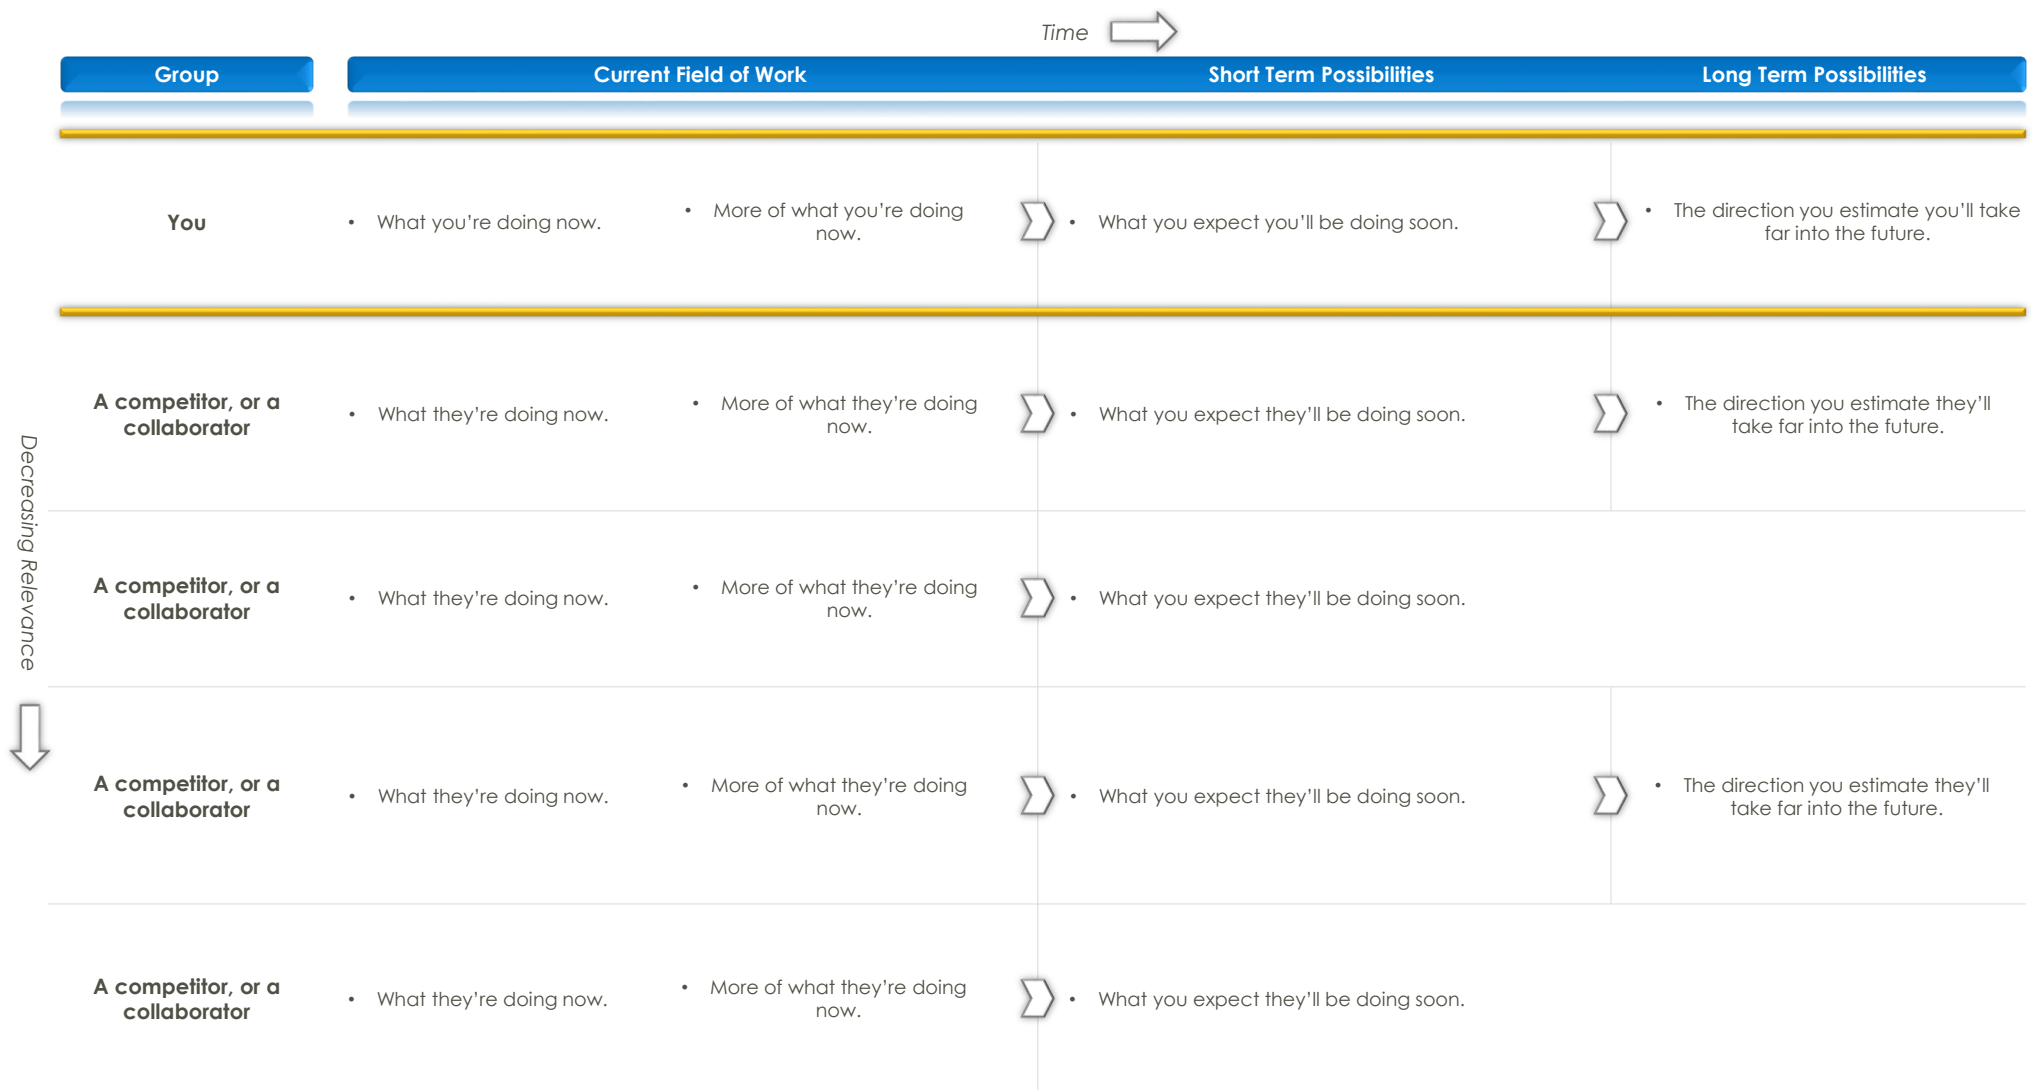 Time
Group
Current Field of Work
Short Term Possibilities
Long Term Possibilities
You
• What you're doing now.
• More of what you're doing
now.
• What you expect you'll be doing soon.
• The direction you estimate you'll take
far into the future.
Decreasing Relevance
A competitor, or a
collaborator
• What they're doing now.
• More of what they're doing
now.
• What you expect they'll be doing soon.
• The direction you estimate they'll
take far into the future.
A competitor, or a
collaborator
• What they're doing now.
• More of what they're doing
now.
• What you expect they'll be doing soon.
A competitor, or a
collaborator
• What they're doing now.
• More of what they're doing
now.
• What you expect they'll be doing soon.
• The direction you estimate they'll
take far into the future.
A competitor, or a
collaborator
• What they're doing now.
• More of what they're doing
now.
• What you expect they'll be doing soon.